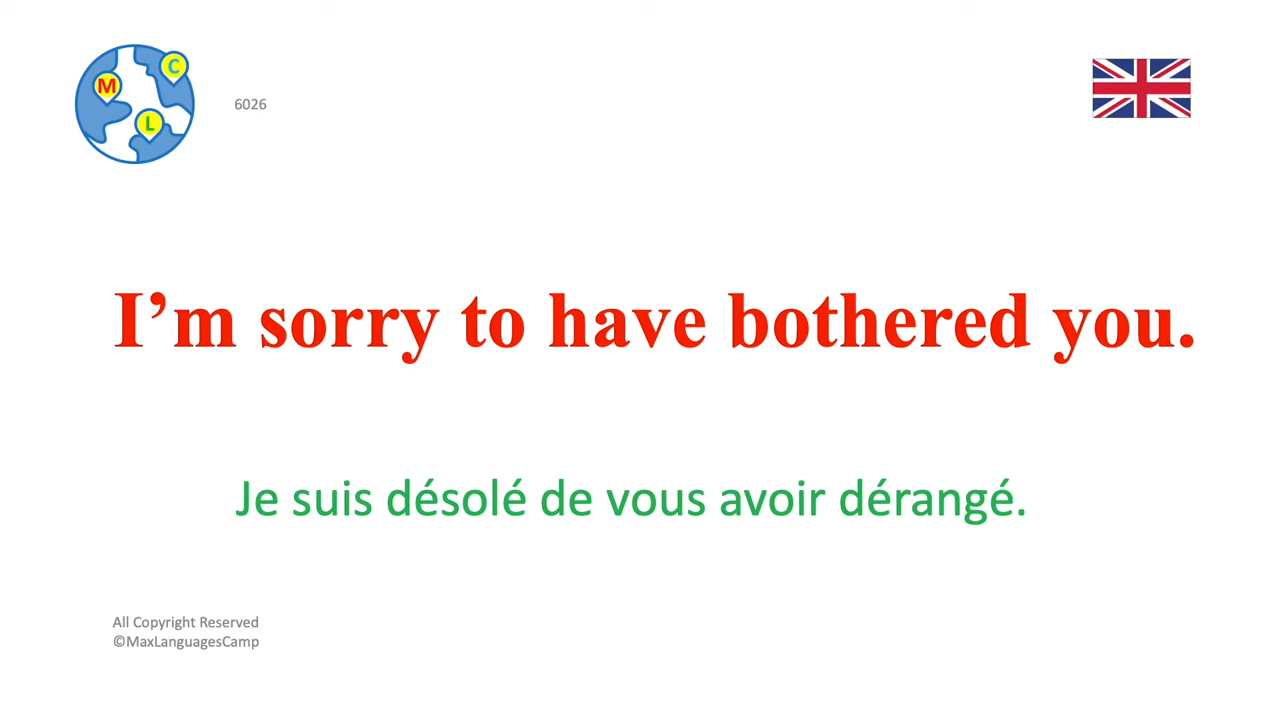 M
C
L
6026
I’m sorry to have bothered you.
Je suis désolé de vous avoir dérangé.
All Copyright Reserved
©MaxLanguagesCamp